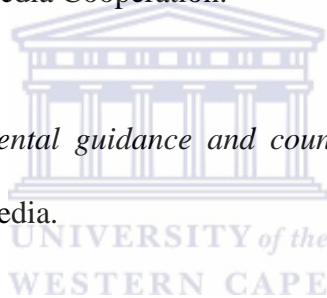 edia Cooperation.
ental guidance and coun
edia.
UNIVERSITY of the
WESTERN CAPE